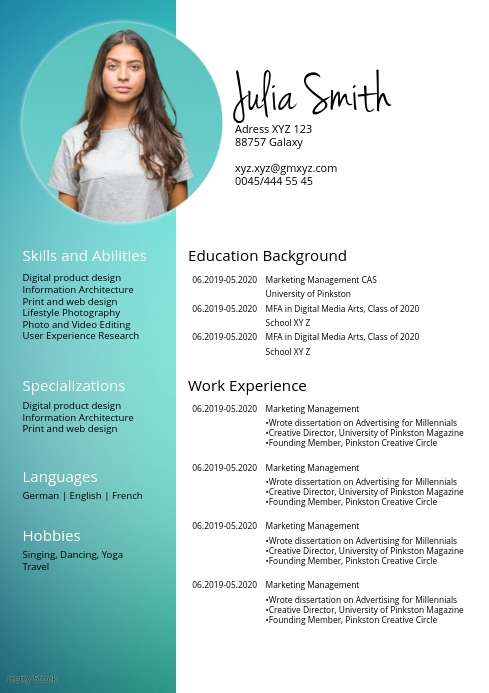 Julia Smith
Adress XYZ 123
88757 Galaxy
xyz.xyz@gmxyz.com
0045/444 55 45
Skills and Abilities
Digital product design
Information Architecture
Print and web design
Lifestyle Photography
Photo and Video Editing
User Experience Research
Specializations
Digital product design
Information Architecture
Print and web design
Languages
German | English | French
Hobbies
Singing, Dancing, Yoga
Travel
Education Background
06.2019-05.2020 Marketing Management CAS
University of Pinkston
06.2019-05.2020 MFA in Digital Media Arts, Class of 2020
School XY Z
06.2019-05.2020 MFA in Digital Media Arts, Class of 2020
School XY Z
Work Experience
06.2019-05.2020 Marketing Management
•Wrote dissertation on Advertising for Millennials
•Creative Director, University of Pinkston Magazine
•Founding Member, Pinkston Creative Crew
06.2019-05.2020 Marketing Management
•Wrote dissertation on Advertising for Millennials
•Creative Director, University of Pinkston Magazine
•Founding Member, Pinkston Creative Crew
06.2019-05.2020 Marketing Management
•Wrote dissertation on Advertising for Millennials
•Creative Director, University of Pinkston Magazine
•Founding Member, Pinkston Creative Crew
06.2019-05.2020 Marketing Management
•Wrote dissertation on Advertising for Millennials
•Creative Director, University of Pinkston Magazine
•Founding Member, Pinkston Creative Crew